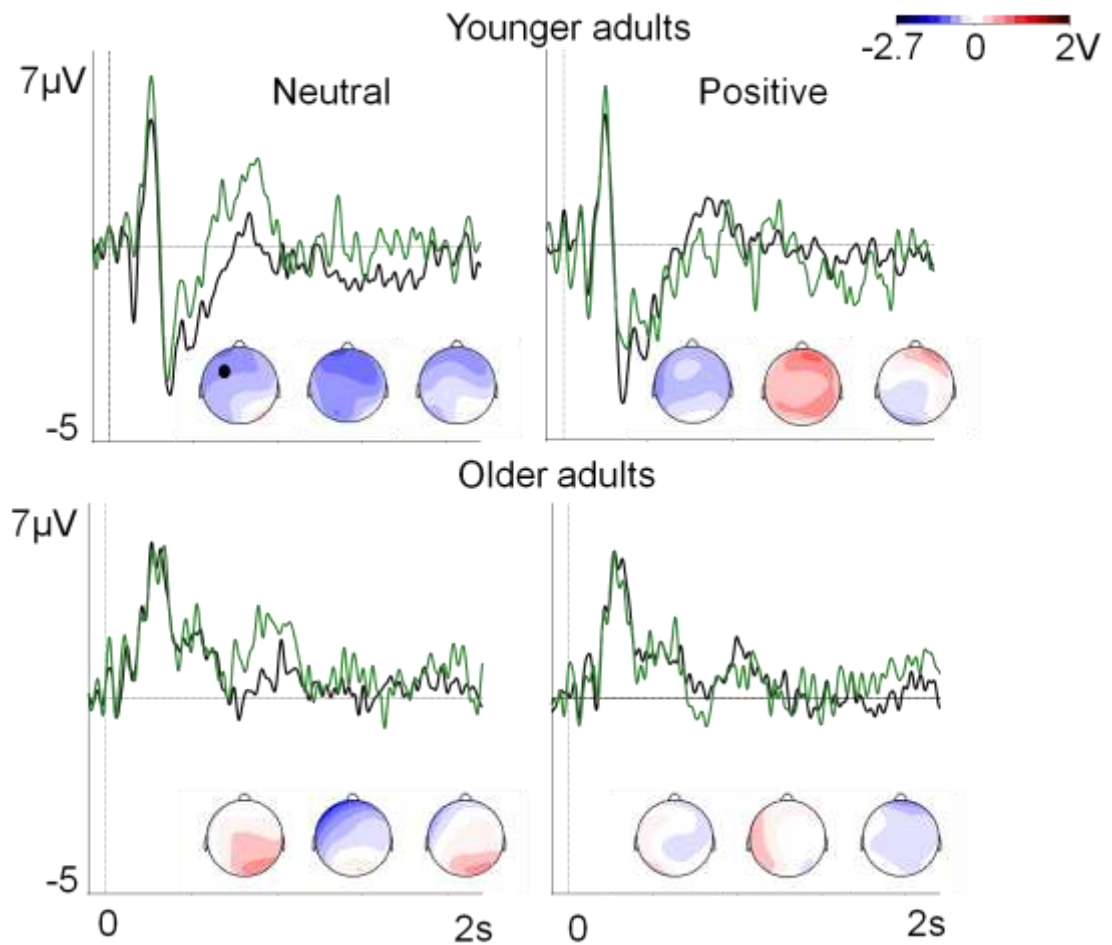 Younger adults
-2.7 0 2V
7µV
Neutral
Positive
-5
Older adults
7µV
-5
0 2s
0 2s